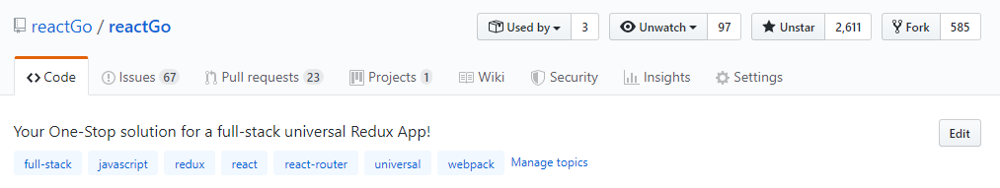 reactGo / reactGo Used by 3 Unwatch 97 Unstar 2,611 Fork 585
Code Issues 67 Pull requests 23 Projects 1 Wiki Security Insights Settings
Your One-Stop solution for a full-stack universal Redux App! Edit
full-stack javascript redux react react-router universal webpack Manage topics